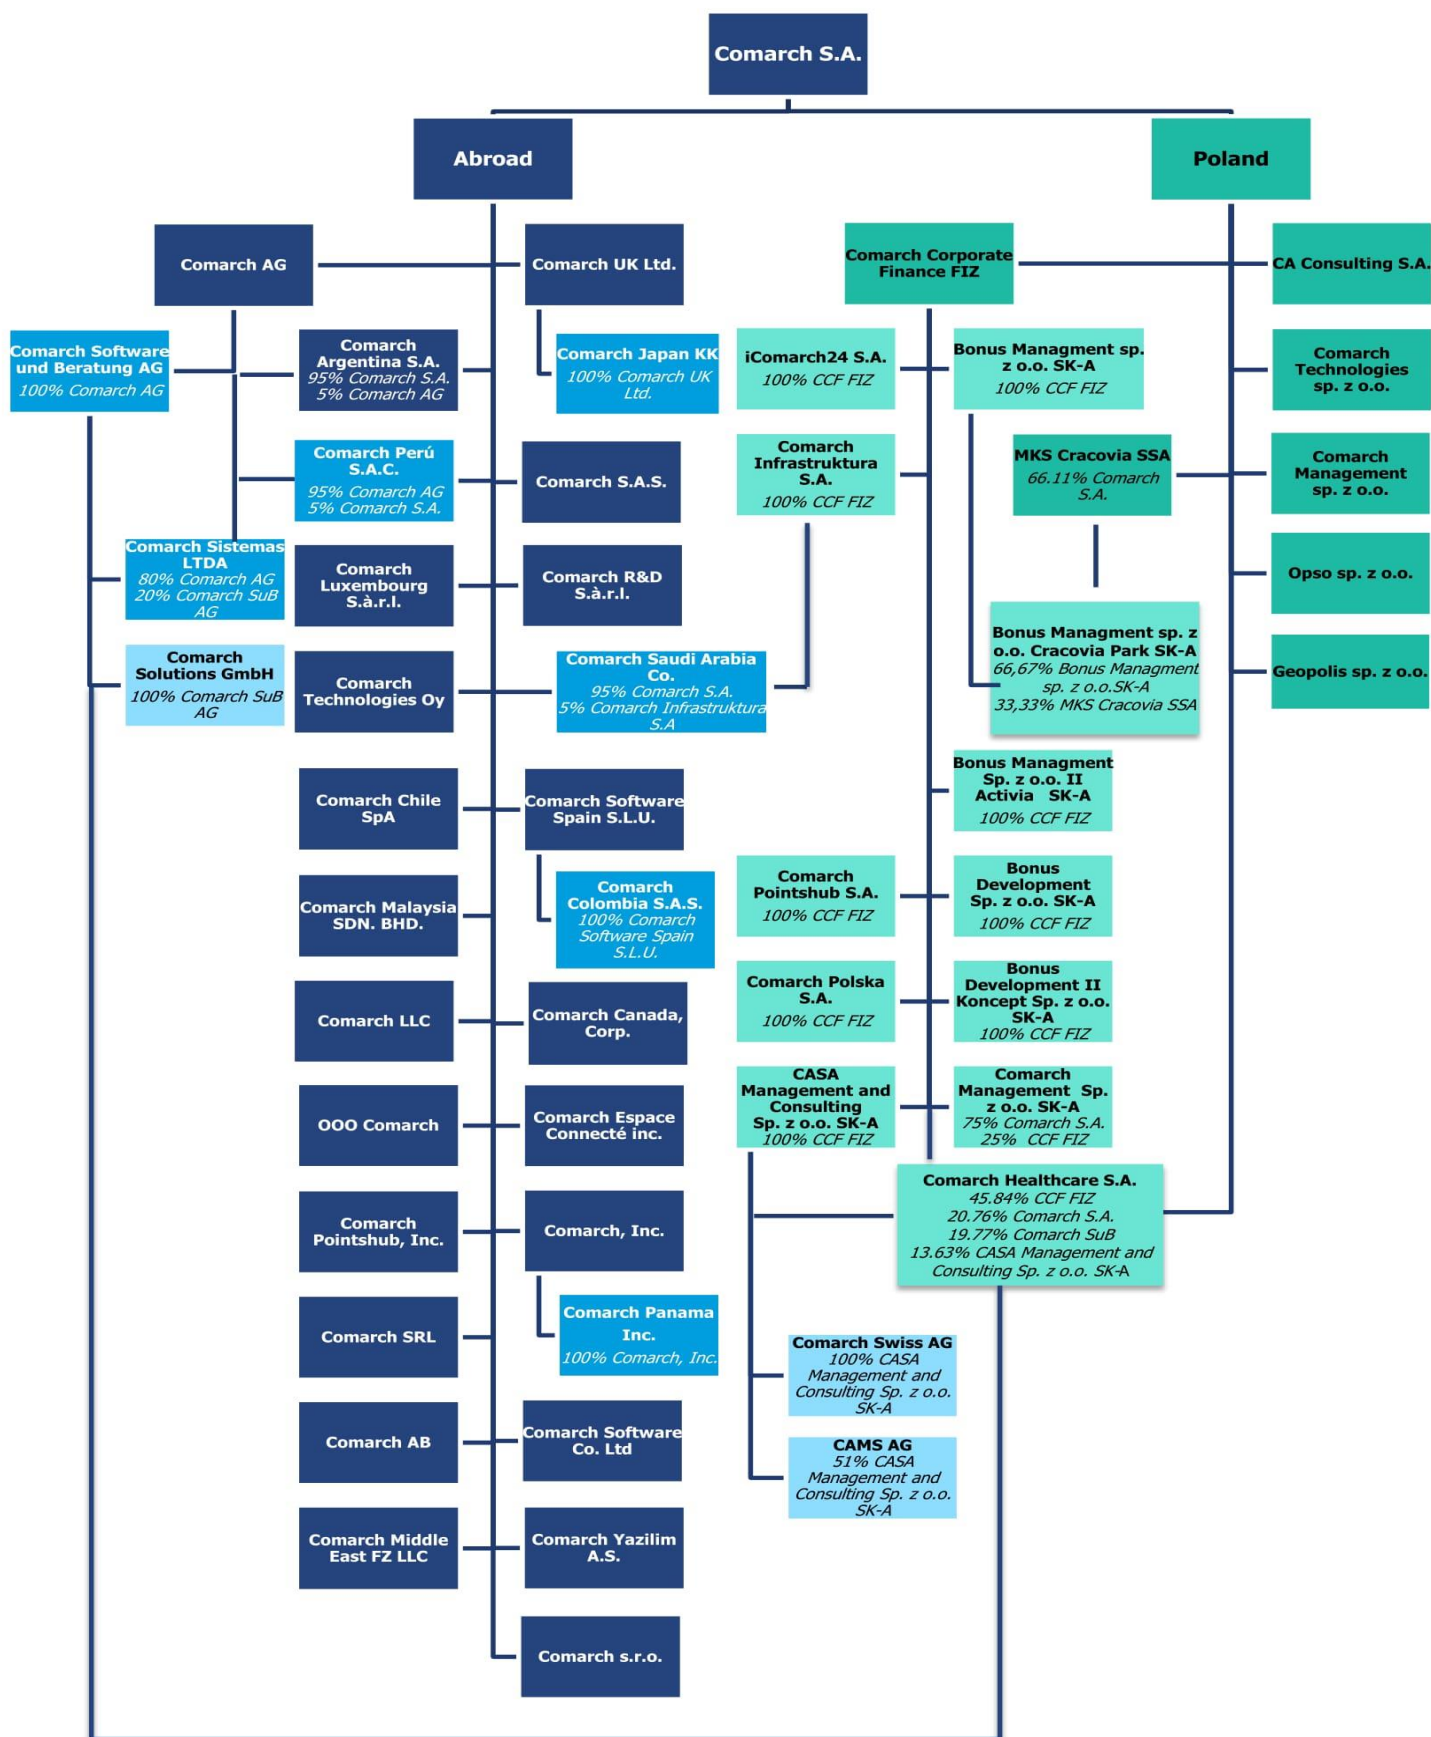 Comarch S.A.
Abroad
Poland
Comarch AG
Comarch UK Ltd.
Comarch Corporate
Finance FIZ
CA Consulting S.A.
Comarch Software
und Beratung AG
100% Comarch AG
Comarch
Argentina S.A.
95% Comarch S.A.
5% Comarch AG
Comarch Japan KK
100% Comarch UK
Ltd.
iComarch24 S.A.
100% CCF FIZ
Bonus Managment sp.
z o.o. SK-A
100% CCF FIZ
Comarch
Technologies
sp. z o.o.
Comarch Perú
S.A.C.
95% Comarch AG
5% Comarch S.A.
Comarch S.A.S.
Comarch
Infrastruktura
S.A.
100% CCF FIZ
MKS Cracovia SSA
66.11% Comarch
S.A.
Comarch
Management
sp. z o.o.
Comarch Sistemas
LTDA
80% Comarch AG
20% Comarch SuB
AG
Comarch
Luxembourg
S.à.r.l.
Comarch R&D
S.à.r.l.
Opso sp. z o.o.
Comarch
Solutions GmbH
100% Comarch SuB
AG
Comarch
Technologies Oy
Comarch Saudi Arabia
Co.
95% Comarch S.A.
5% Comarch Infrastruktura
S.A
Bonus Managment sp. z
o.o. Cracovia Park SK-A
66,67% Bonus Managment
sp. z o.o.SK-A
33,33% MKS Cracovia SSA
Geopolis sp. z o.o.
Comarch Chile
SpA
Comarch Software
Spain S.L.U.
Bonus Managment
Sp. z o.o. II
Activia SK-A
100% CCF FIZ
Comarch Malaysia
SDN. BHD.
Comarch
Colombia S.A.S.
100% Comarch
Software Spain
S.L.U.
Comarch
Pointshub S.A.
100% CCF FIZ
Bonus
Development
Sp. z o.o. SK-A
100% CCF FIZ
Comarch LLC
Comarch Canada,
Corp.
Comarch Polska
S.A.
100% CCF FIZ
Bonus
Development II
Koncept Sp. z o.o.
SK-A
100% CCF FIZ
OOO Comarch
Comarch Espace
Connecté inc.
CASA
Management and
Consulting
Sp. z o.o. SK-A
100% CCF FIZ
Comarch
Management Sp.
z o.o. SK-A
75% Comarch S.A.
25% CCF FIZ
Comarch
Pointshub, Inc.
Comarch, Inc.
Comarch Healthcare S.A.
45.84% CCF FIZ
20.76% Comarch S.A.
19.77% Comarch SuB
13.63% CASA Management and
Consulting Sp. z o.o. SK-A
Comarch SRL
Comarch Panama
Inc.
100% Comarch, Inc.
Comarch Swiss AG
100% CASA
Management and
Consulting Sp. z o.o.
SK-A
Comarch AB
Comarch Software
Co. Ltd
CAMS AG
51% CASA
Management and
Consulting Sp. z o.o.
SK-A
Comarch Middle
East FZ LLC
Comarch Yazilim
A.S.
Comarch s.r.o.